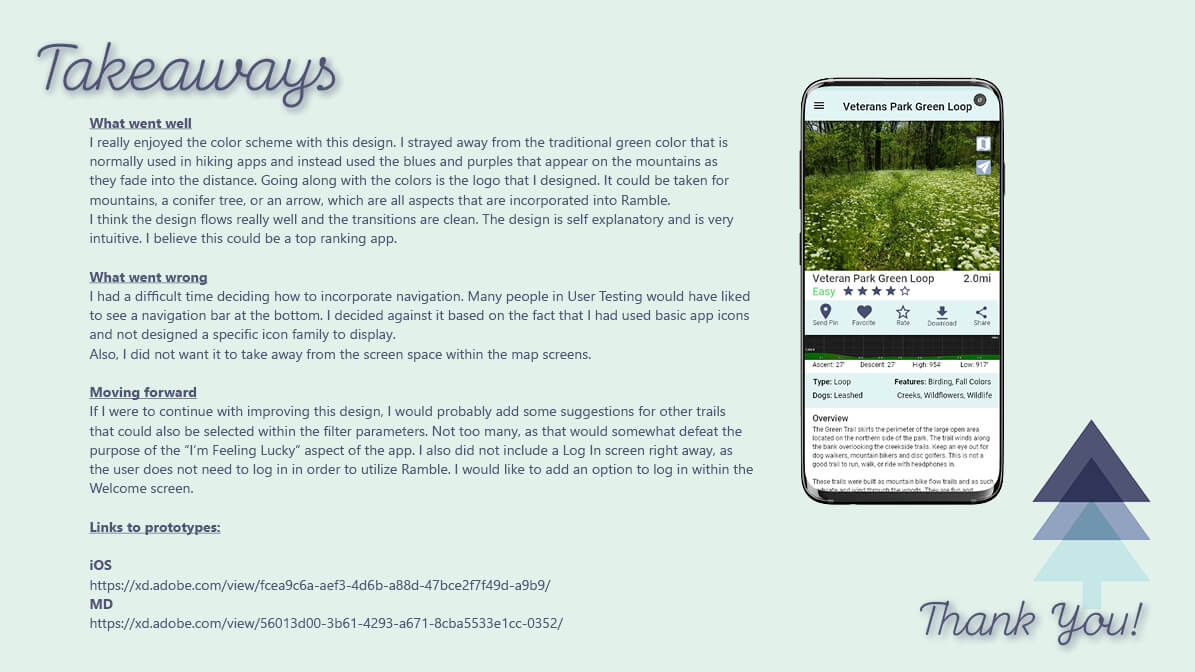 Takeaways
What went well
I really enjoyed the color scheme with this design. I strayed away from the traditional green color that is
normally used in hiking apps and instead used the blues and purples that appear on the mountains as
they fade into the distance. Going along with the colors is the logo that I designed. It could be taken for
mountains, a conifer tree, or an arrow, which are all aspects that are incorporated into Ramble.
I think the design flows really well and the transitions are clean. The design is self explanatory and is very
intuitive. I believe this could be a top ranking app.
What went wrong
I had a difficult time deciding how to incorporate navigation. Many people in User Testing would have liked
to see a navigation bar at the bottom. I decided against it based on the fact that I had used basic app icons
and not designed a specific icon family to display.
Also, I did not want it to take away from the screen space within the map screens.
Moving forward
If I were to continue with improving this design, I would probably add some suggestions for other trails
that could also be selected within the filter parameters. Not too many, as that would somewhat defeat the
purpose of the “I’m Feeling Lucky” aspect of the app. I also did not include a Log In screen right away, as
the user does not need to log in in order to utilize Ramble. I would like to add an option to log in within the
Welcome screen.
Links to prototypes:
iOS
https://xd.adobe.com/view/fcea9c6a-aef3-4d6b-a88d-47bce2f7f49d-a9b9/
MD
https://xd.adobe.com/view/56013d00-3b61-4293-a671-8cba5533e1cc-0352/
Veterans Park Green Loop
Veteran Park Green Loop 2.0mi
Easy
Send Pin Favorite Rate Download Share
Ascent: 27' Descent: 27' High: 954' Low: 917'
Type: Loop Features: Birding, Fall Colors
Dogs: Leashed Creeks, Wildflowers, Wildlife
Overview
The Green Trail skirts the perimeter of the large open area
located on the northern side of the park. The trail winds along
the bank overlooking the creekside trails. Keep an eye out for
dog walkers, mountain bikers and disc golfers. This is not a
good trail to run, walk, or ride with headphones in.
These trails were built as mountain bike flow trails and as such
and wind through the woods. They are fun and
Thank You!